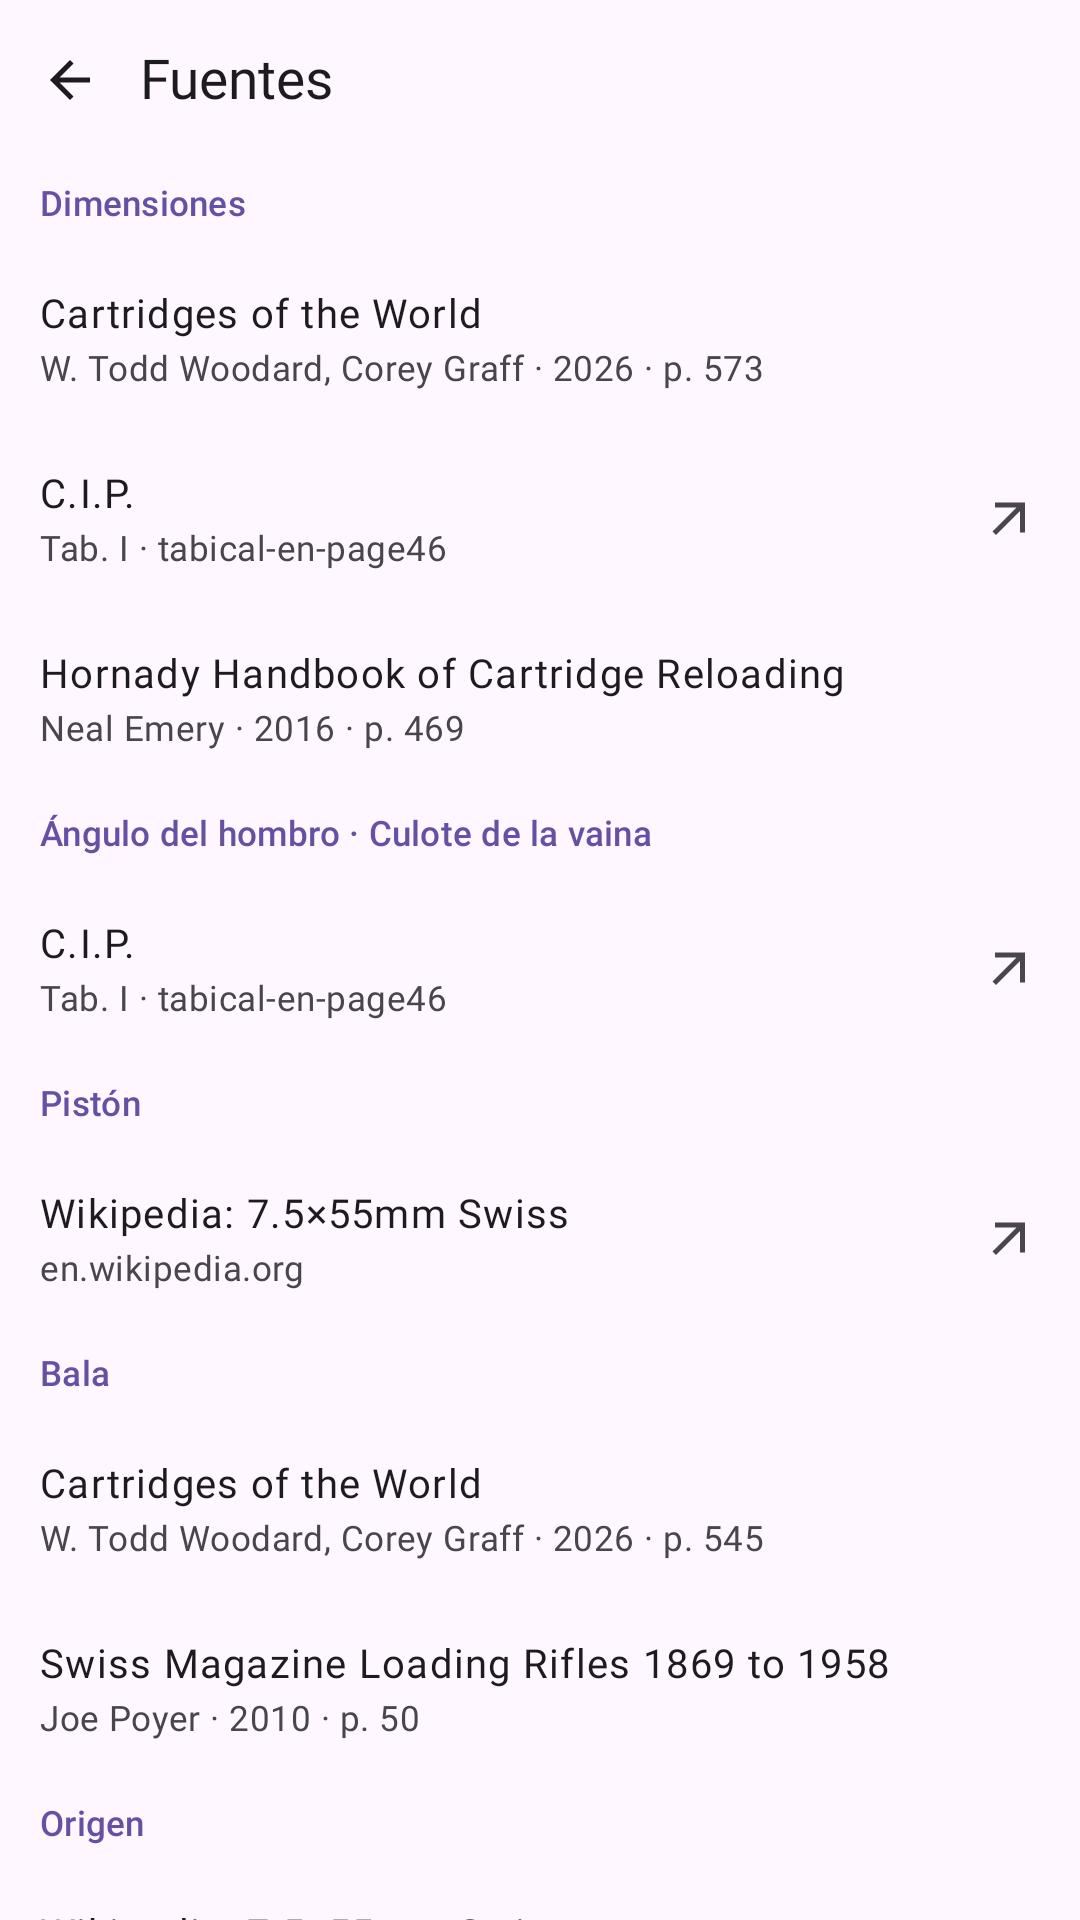 Fuentes
Dimensiones
Cartridges of the World
W. Todd Woodard, Corey Graff · 2026 · p. 573
C.I.P.
Tab. I · tabical-en-page46
Hornady Handbook of Cartridge Reloading
Neal Emery · 2016 · p. 469
Ángulo del hombro · Culote de la vaina
C.I.P.
Tab. I · tabical-en-page46
Pistón
Wikipedia: 7.5×55mm Swiss
en.wikipedia.org
Bala
Cartridges of the World
W. Todd Woodard, Corey Graff · 2026 · p. 545
Swiss Magazine Loading Rifles 1869 to 1958
Joe Poyer · 2010 · p. 50
Origen